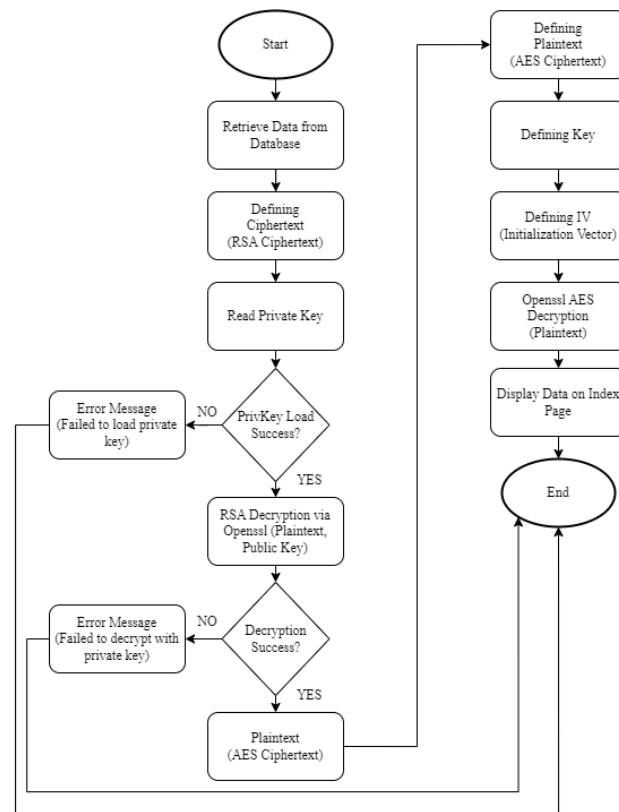 Start
Retrieve Data from
Database
Defining
Ciphertext
(RSA Ciphertext)
Read Private Key
PrivKey Load
Success?
NO
Error Message
(Failed to load private
key)
YES
RSA Decryption via
Openssl (Plaintext,
Public Key)
Decryption
Success?
NO
Error Message
(Failed to decrypt with
private key)
YES
Plaintext
(AES Ciphertext)
Defining
Plaintext
(AES Ciphertext)
Defining Key
Defining IV
(Initialization Vector)
Openssl AES
Decryption
(Plaintext)
Display Data on Index
Page
End